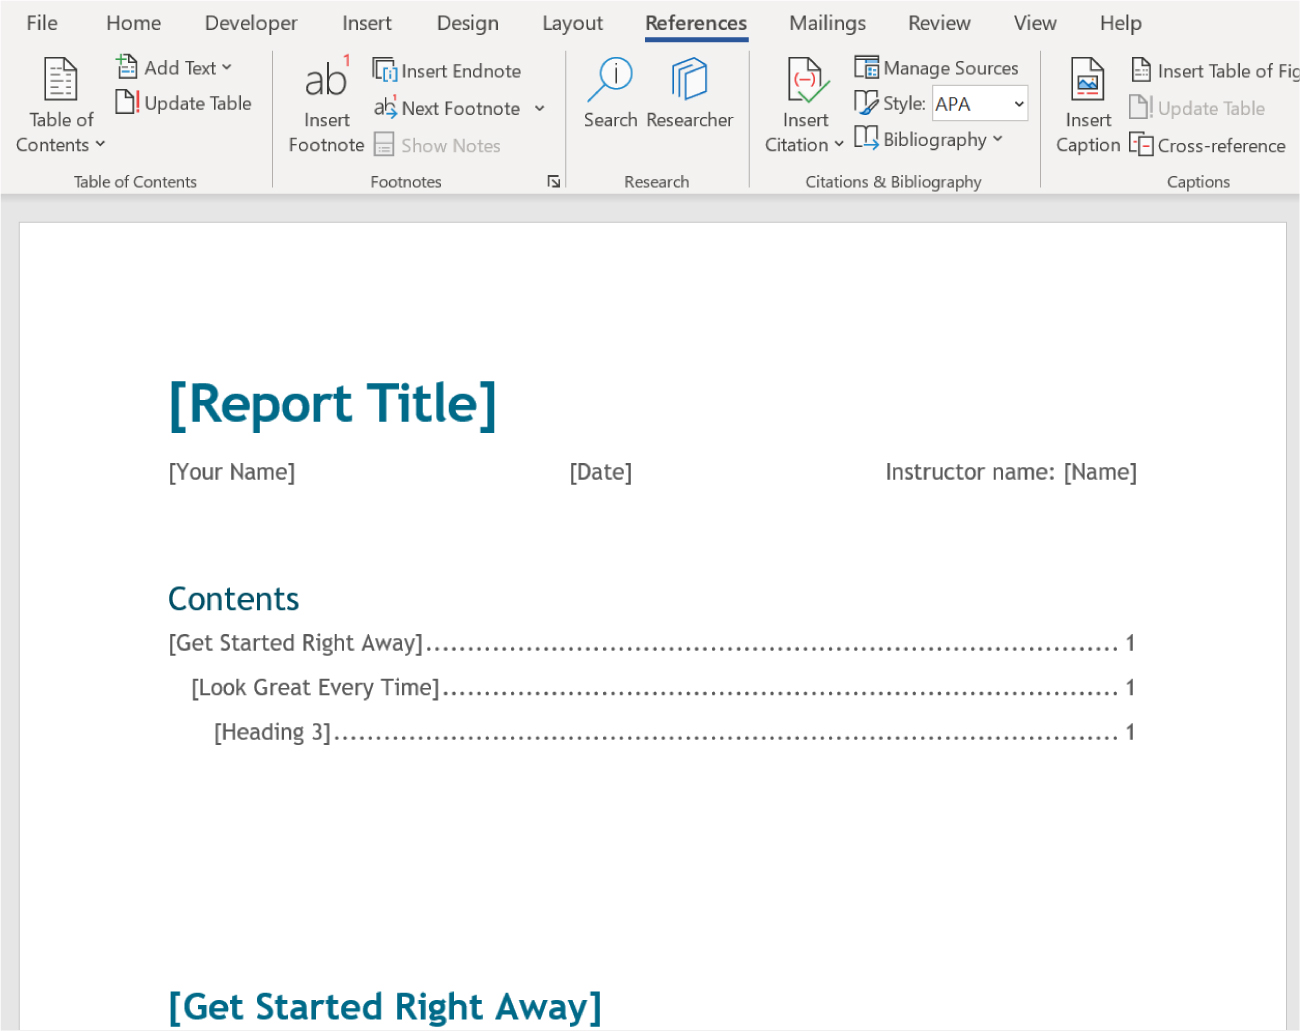 File Home Developer Insert Design Layout References Mailings Review View Help
Table of Contents
Add Text
Update Table
Table of Contents
ab1
Insert Footnote
Insert Endnote
ab1 Next Footnote
Show Notes
Footnotes
Search
Researcher
Research
Insert Citation
Manage Sources
Style: APA
Bibliography
Citations & Bibliography
Insert Caption
Insert Table of Fig
Update Table
Cross-reference
Captions
[Report Title]
[Your Name] [Date] Instructor name: [Name]
Contents
[Get Started Right Away]........................................................................ 1
[Look Great Every Time]........................................................................ 1
[Heading 3]........................................................................ 1
[Get Started Right Away]